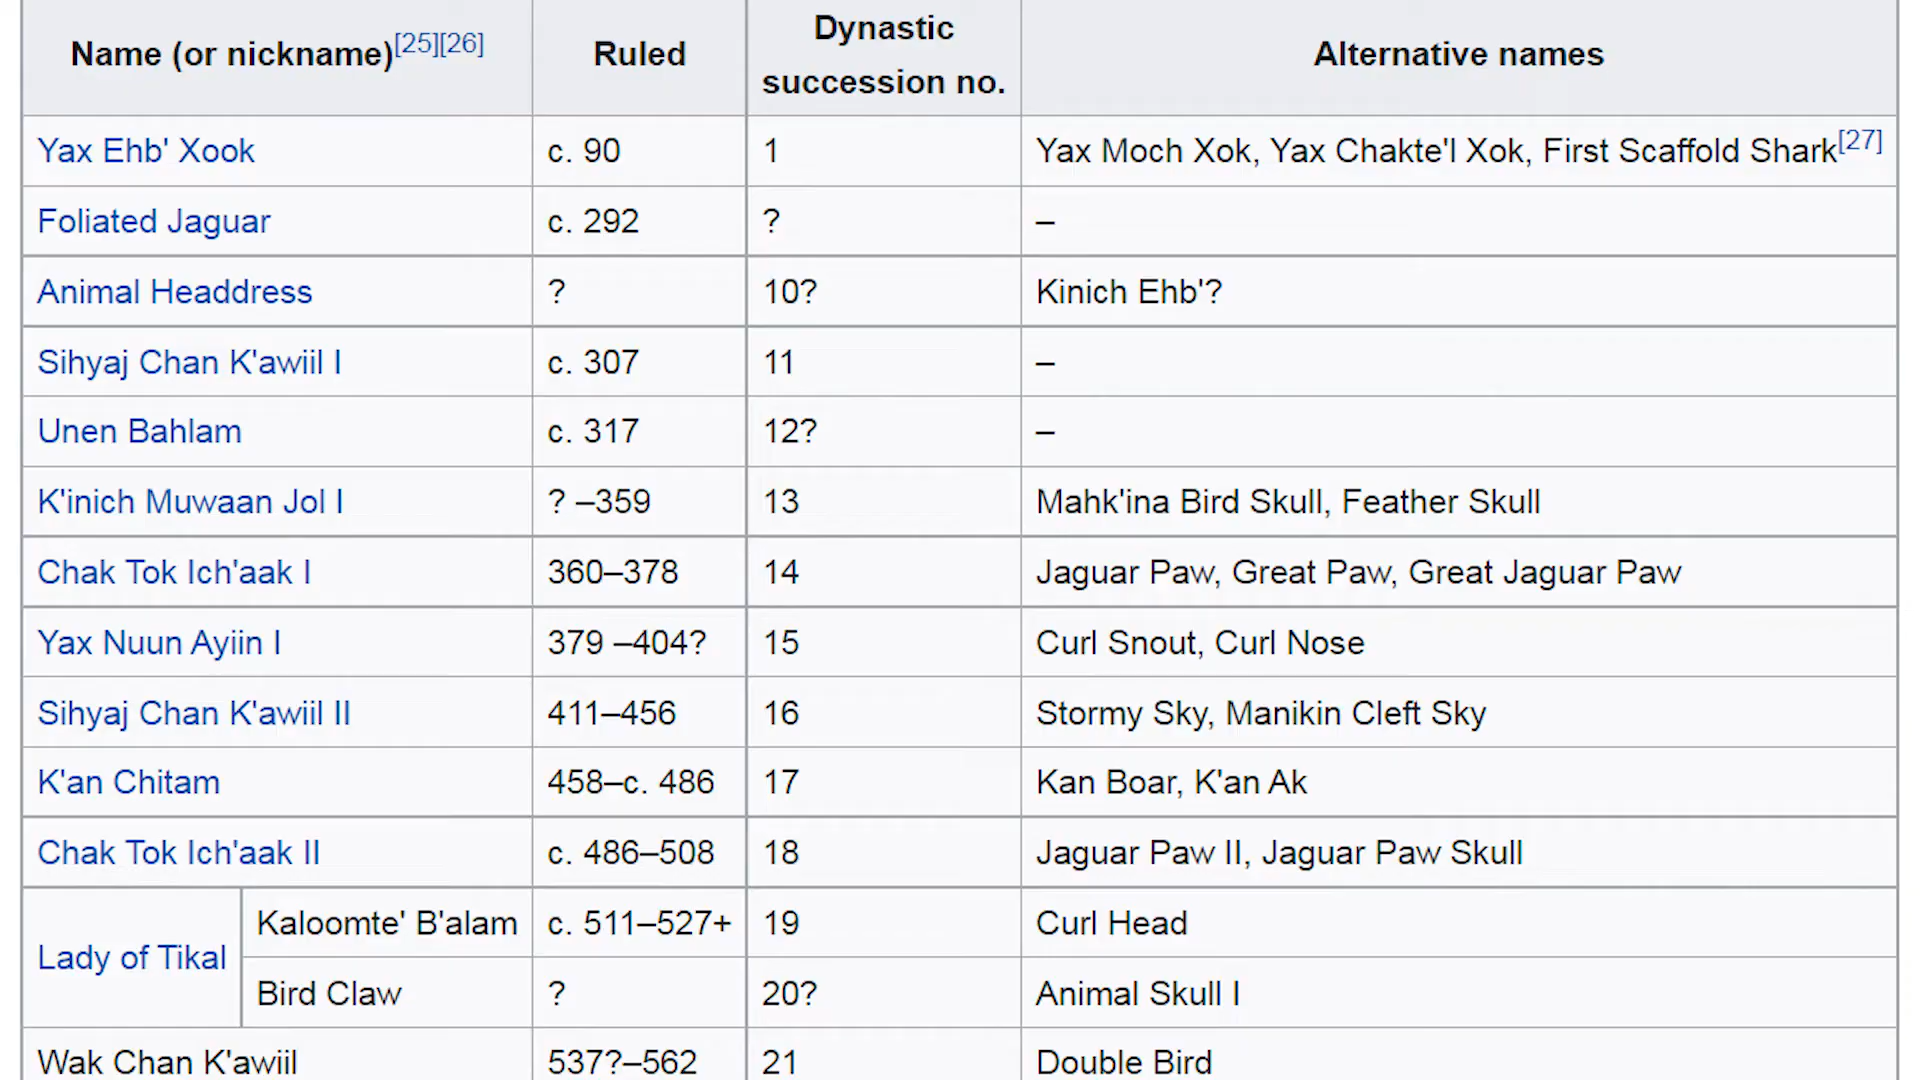 Name (or nickname)[25][26] Ruled Dynastic succession no. Alternative names
Yax Ehb' Xook c. 90 1 Yax Moch Xok, Yax Chakte'l Xok, First Scaffold Shark[27]
Foliated Jaguar c. 292 ? –
Animal Headdress ? 10? Kinich Ehb'?
Sihyaj Chan K'awiil I c. 307 11 –
Unen Bahlam c. 317 12? –
K'inich Muwaan Jol I ? –359 13 Mahk'ina Bird Skull, Feather Skull
Chak Tok Ich'aak I 360–378 14 Jaguar Paw, Great Paw, Great Jaguar Paw
Yax Nuun Ayiin I 379 –404? 15 Curl Snout, Curl Nose
Sihyaj Chan K'awiil II 411–456 16 Stormy Sky, Manikin Cleft Sky
K'an Chitam 458–c. 486 17 Kan Boar, K'an Ak
Chak Tok Ich'aak II c. 486–508 18 Jaguar Paw II, Jaguar Paw Skull
Lady of Tikal Kaloomte' B'alam c. 511–527+ 19 Curl Head
Bird Claw ? 20? Animal Skull I
Wak Chan K'awiil 537?–562 21 Double Bird